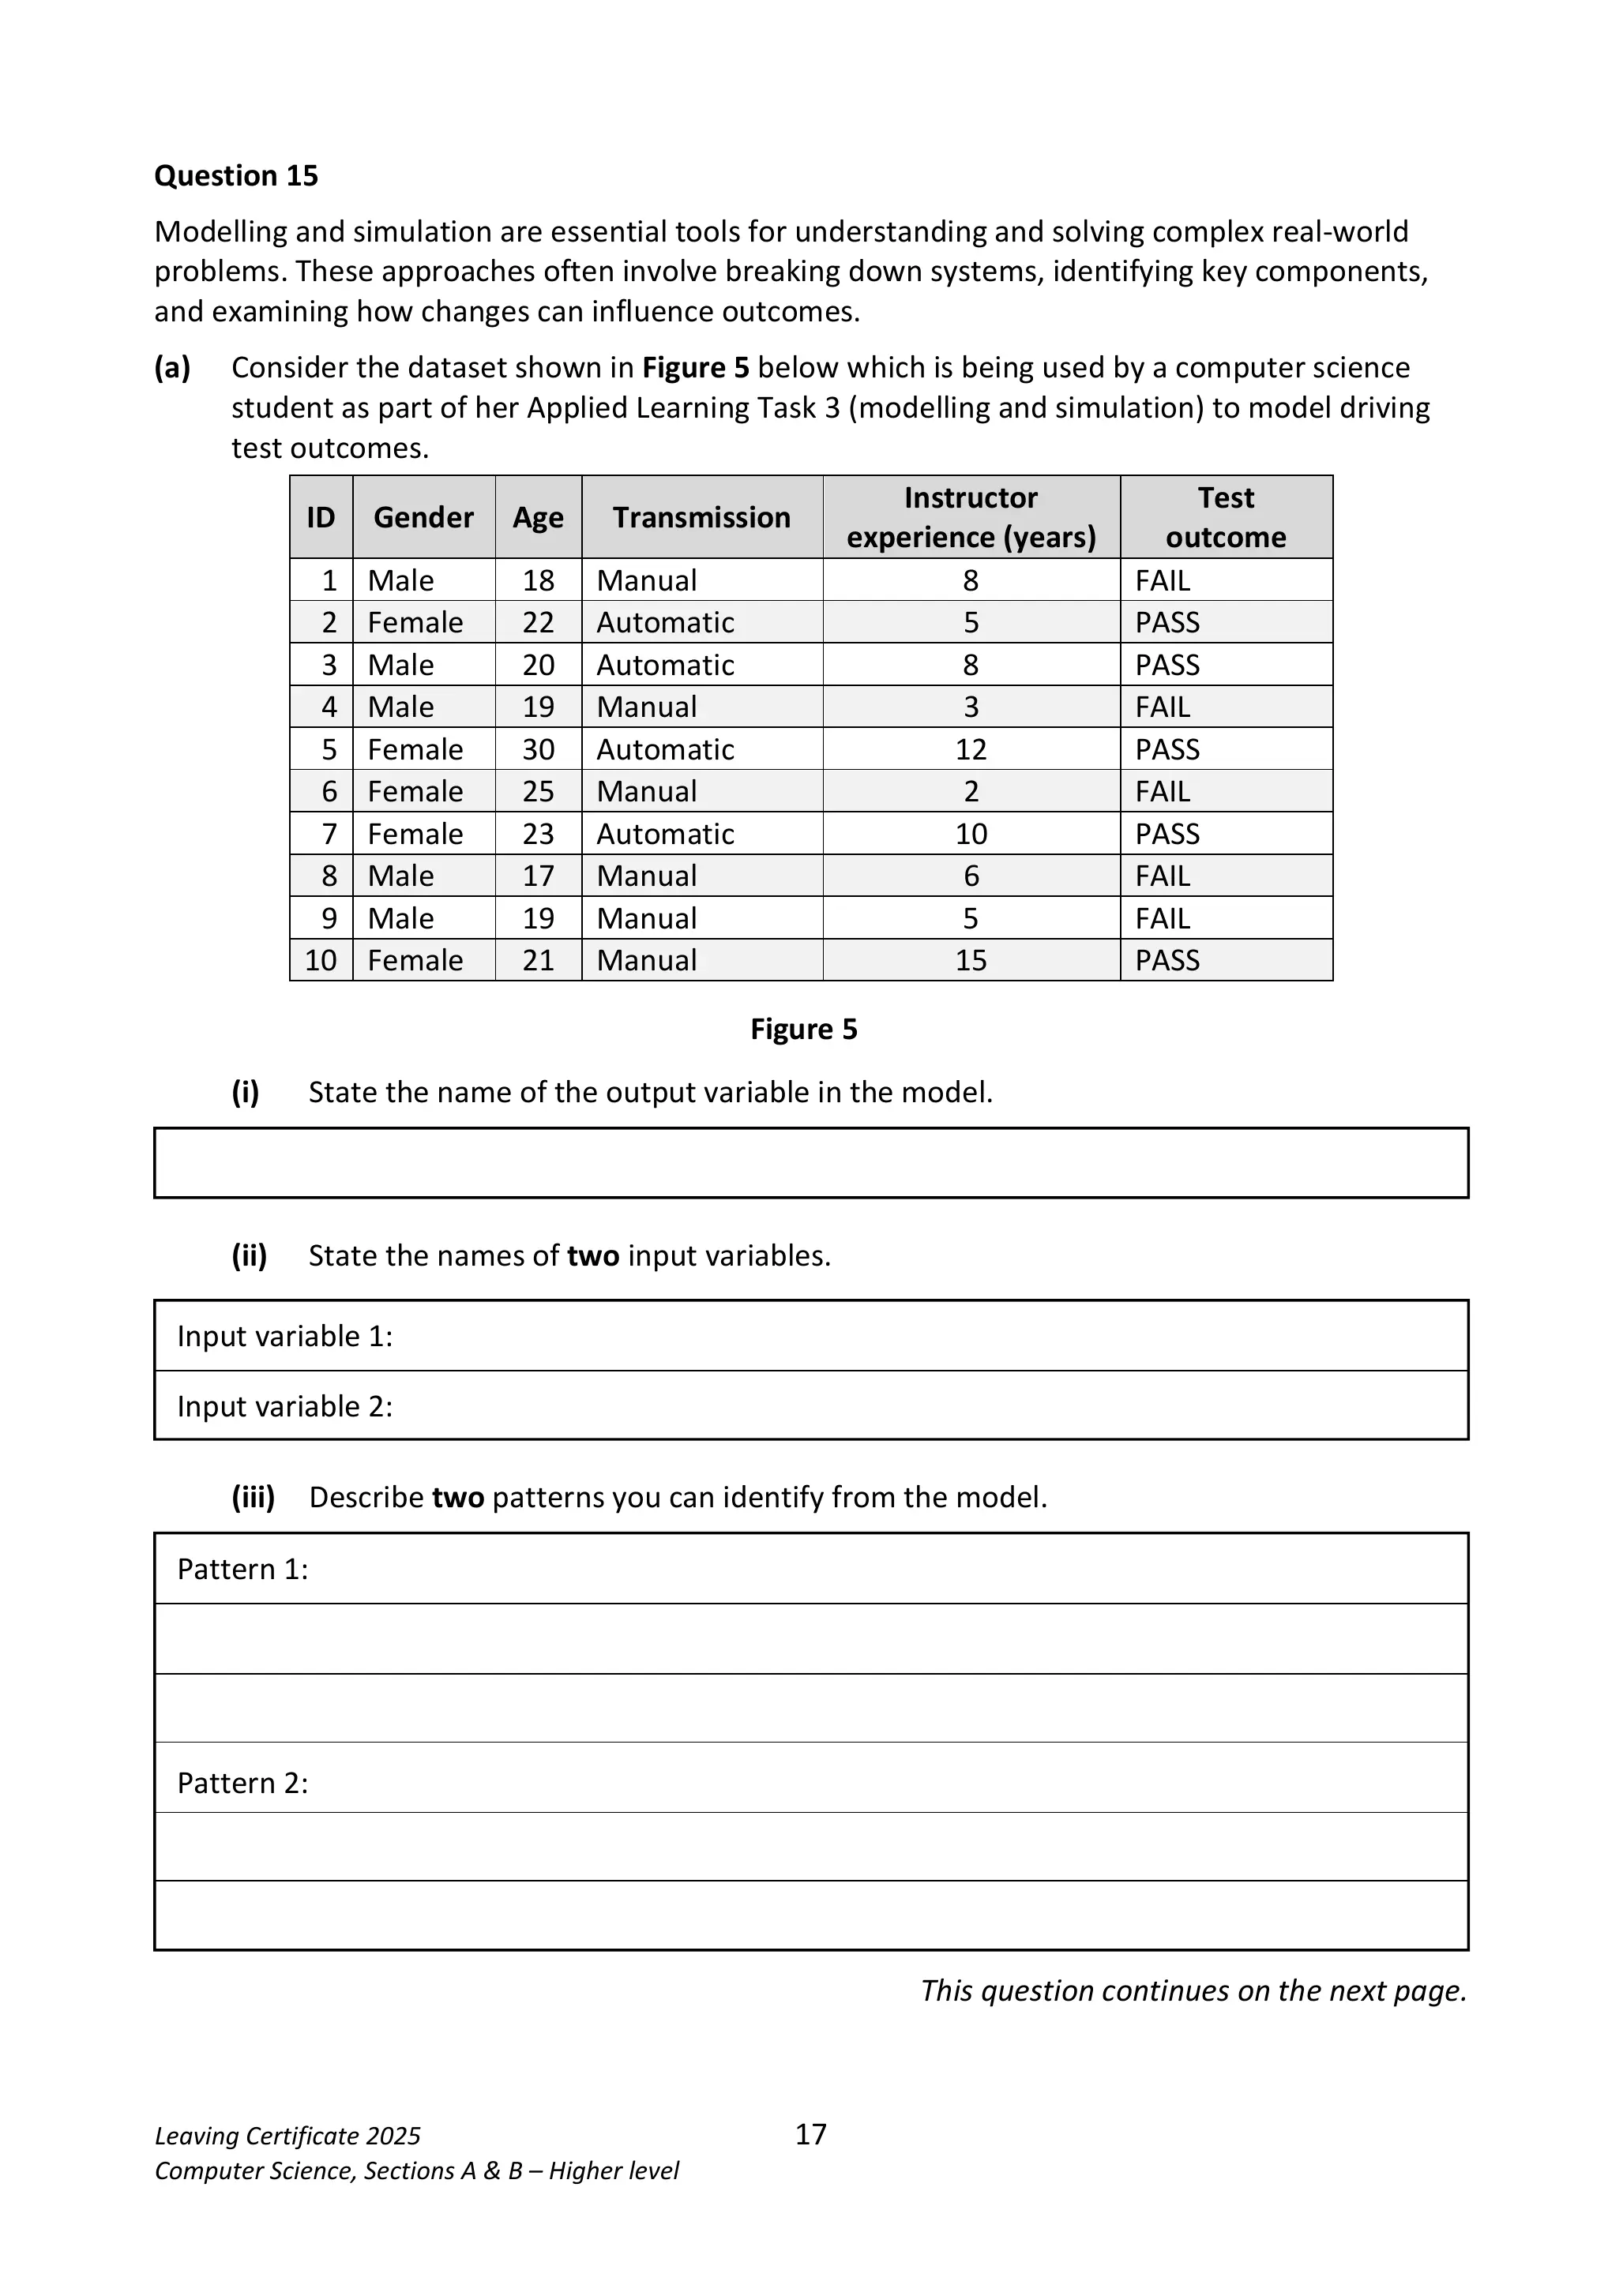 Question 15
Modelling and simulation are essential tools for understanding and solving complex real-world
problems. These approaches often involve breaking down systems, identifying key components,
and examining how changes can influence outcomes.
(a) Consider the dataset shown in Figure 5 below which is being used by a computer science
student as part of her Applied Learning Task 3 (modelling and simulation) to model driving
test outcomes.
ID Gender Age Transmission Instructor experience (years) Test outcome
1 Male 18 Manual 8 FAIL
2 Female 22 Automatic 5 PASS
3 Male 20 Automatic 8 PASS
4 Male 19 Manual 3 FAIL
5 Female 30 Automatic 12 PASS
6 Female 25 Manual 2 FAIL
7 Female 23 Automatic 10 PASS
8 Male 17 Manual 6 FAIL
9 Male 19 Manual 5 FAIL
10 Female 21 Manual 15 PASS
Figure 5
(i) State the name of the output variable in the model.
(ii) State the names of two input variables.
Input variable 1:
Input variable 2:
(iii) Describe two patterns you can identify from the model.
Pattern 1:
Pattern 2:
This question continues on the next page.
Leaving Certificate 2025 17
Computer Science, Sections A & B – Higher level